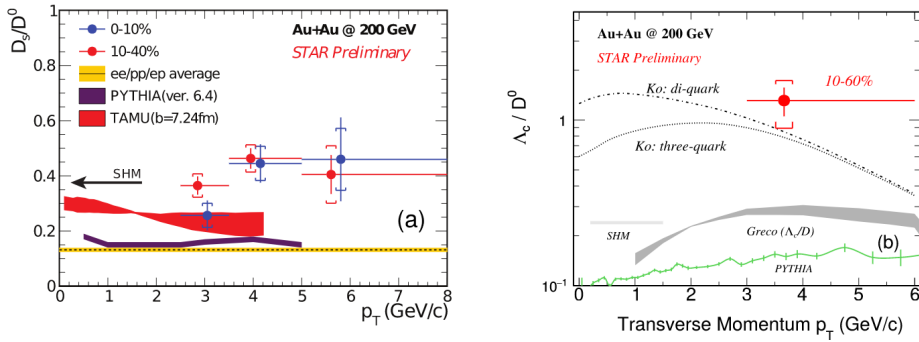 D_s/D^0
1
0.8
0.6
0.4
0.2
0
0-10%
10-40%
ee/pp/ep average
PYTHIA(ver. 6.4)
TAMU(b=7.24fm)
Au+Au @ 200 GeV
STAR Preliminary
SHM
(a)
0 1 2 3 4 5 6 7 8
p_T (GeV/c)
Λ_c / D^0
1
10^-1
Au+Au @ 200 GeV
STAR Preliminary
10-60%
Ko: di-quark
Ko: three-quark
SHM
Greco (Λ_c/D)
(b)
PYTHIA
0 2 4 6
Transverse Momentum p_T (GeV/c)